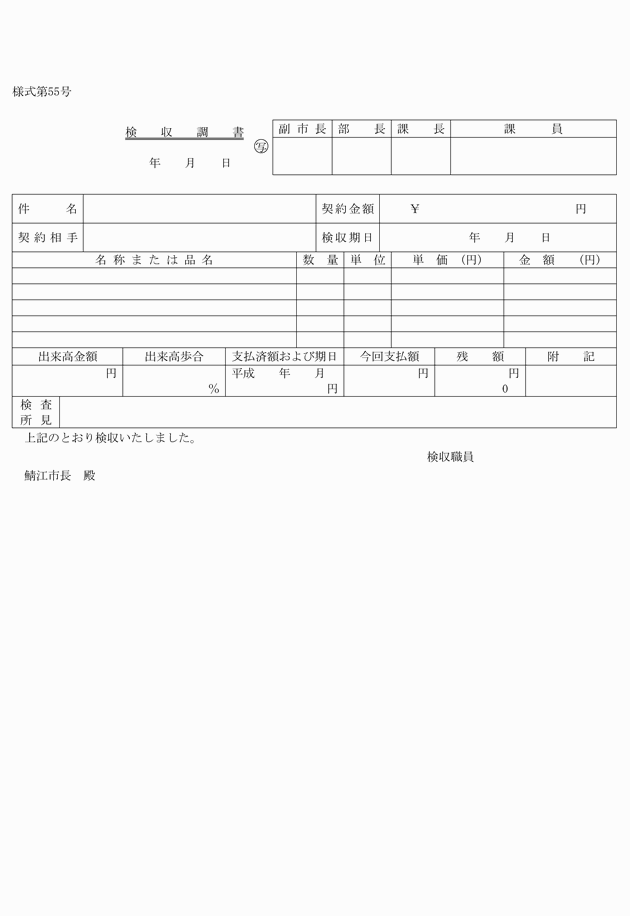 様式第55号
検収調書
年 月 日
写
副市長 部長 課長 課員
件名 契約金額 ¥ 円
契約相手 検収期日 年 月 日
名称または品名 数量 単位 単価 (円) 金額 (円)
出来高金額 出来高歩合 支払済額および期日 今回支払額 残額 附記
円 平成 年 月 円 円
% 円 0
検査
所見
上記のとおり検収いたしました。
検収職員
鯖江市長 殿